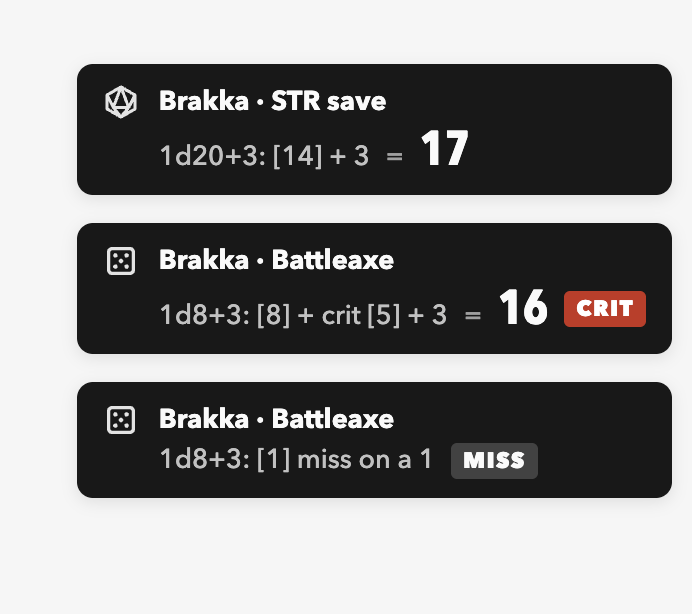 Brakka · STR save
1d20+3: [14] + 3 = 17
Brakka · Battleaxe
1d8+3: [8] + crit [5] + 3 = 16 CRIT
Brakka · Battleaxe
1d8+3: [1] miss on a 1 MISS